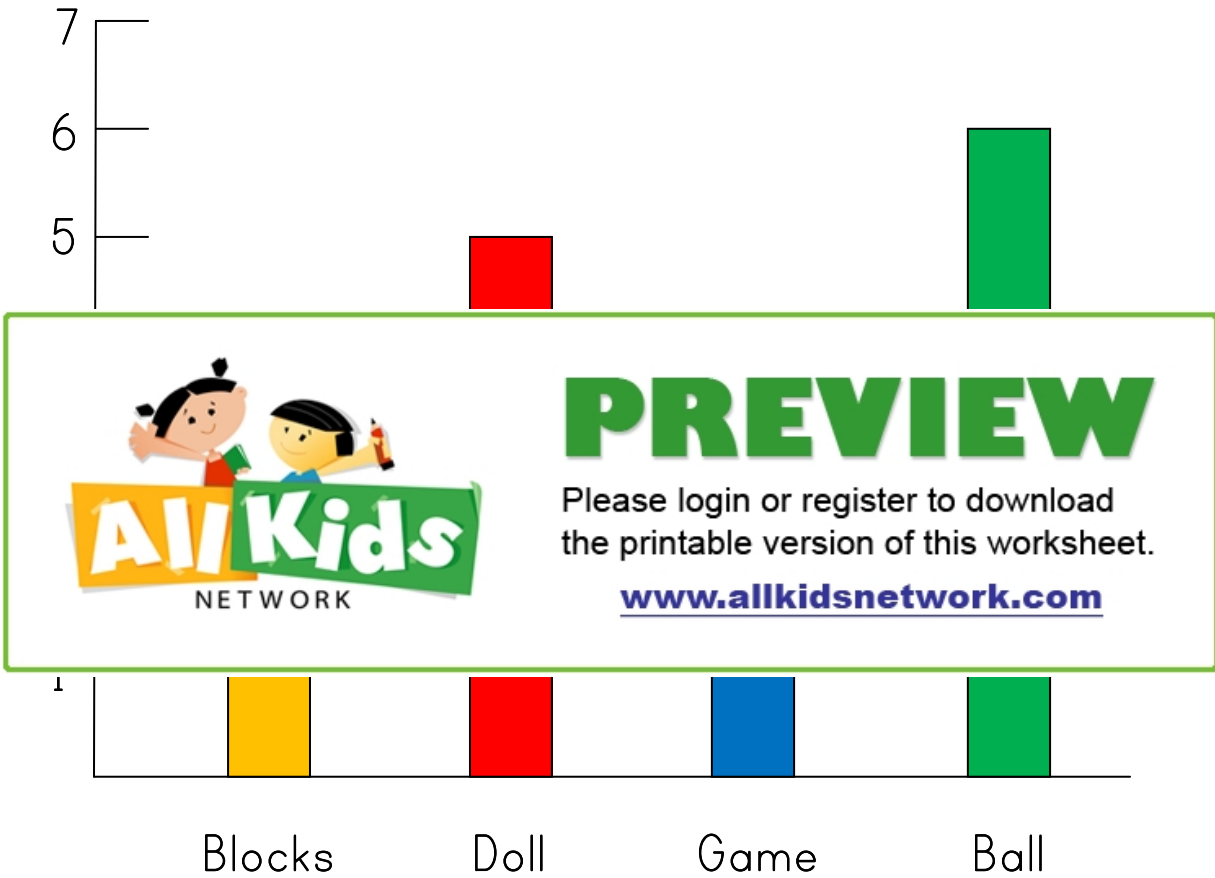 7
6
5
PREVIEW
Please login or register to download
the printable version of this worksheet.
www.allkidsnetwork.com
All Kids
NETWORK
1
Blocks Doll Game Ball